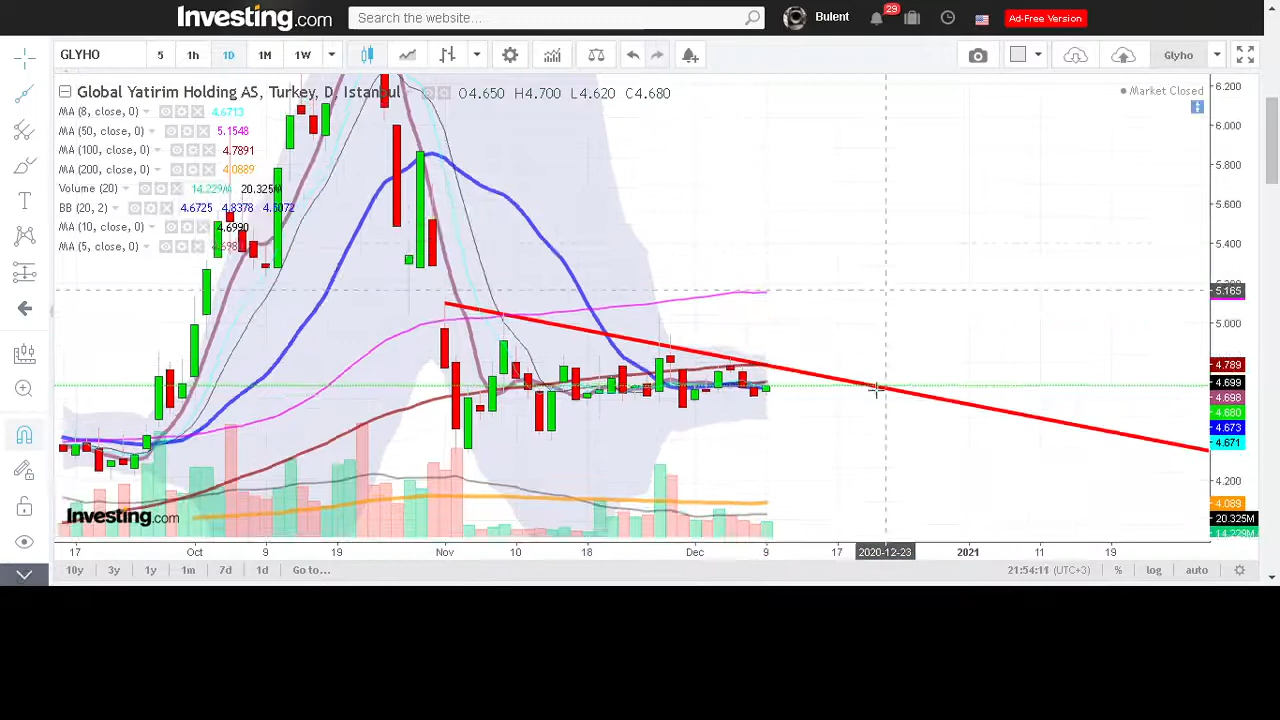 Investing.com
Search the website...
Bulent
29
Ad-Free Version
GLYHO
5
1h
1D
1M
1W
Glyho
Global Yatirim Holding AS, Turkey, D, Istanbul
O4.650 H4.700 L4.620 C4.680
Market Closed
MA (8, close, 0) 4.6713
MA (50, close, 0) 5.1548
MA (100, close, 0) 4.7891
MA (200, close, 0) 4.0889
Volume (20) 14.229M 20.325M
BB (20, 2) 4.6725 4.8378 4.5072
MA (10, close, 0) 4.6990
MA (5, close, 0)
6.200
6.000
5.800
5.600
5.400
5.165
5.000
4.789
4.699
4.698
4.680
4.673
4.671
4.200
4.089
20.325M
14.229M
Investing.com
17
Oct
9
19
Nov
10
18
Dec
9
17
2020-12-23
2021
11
19
10y
3y
1y
1m
7d
1d
Go to...
21:54:11 (UTC+3)
%
log
auto